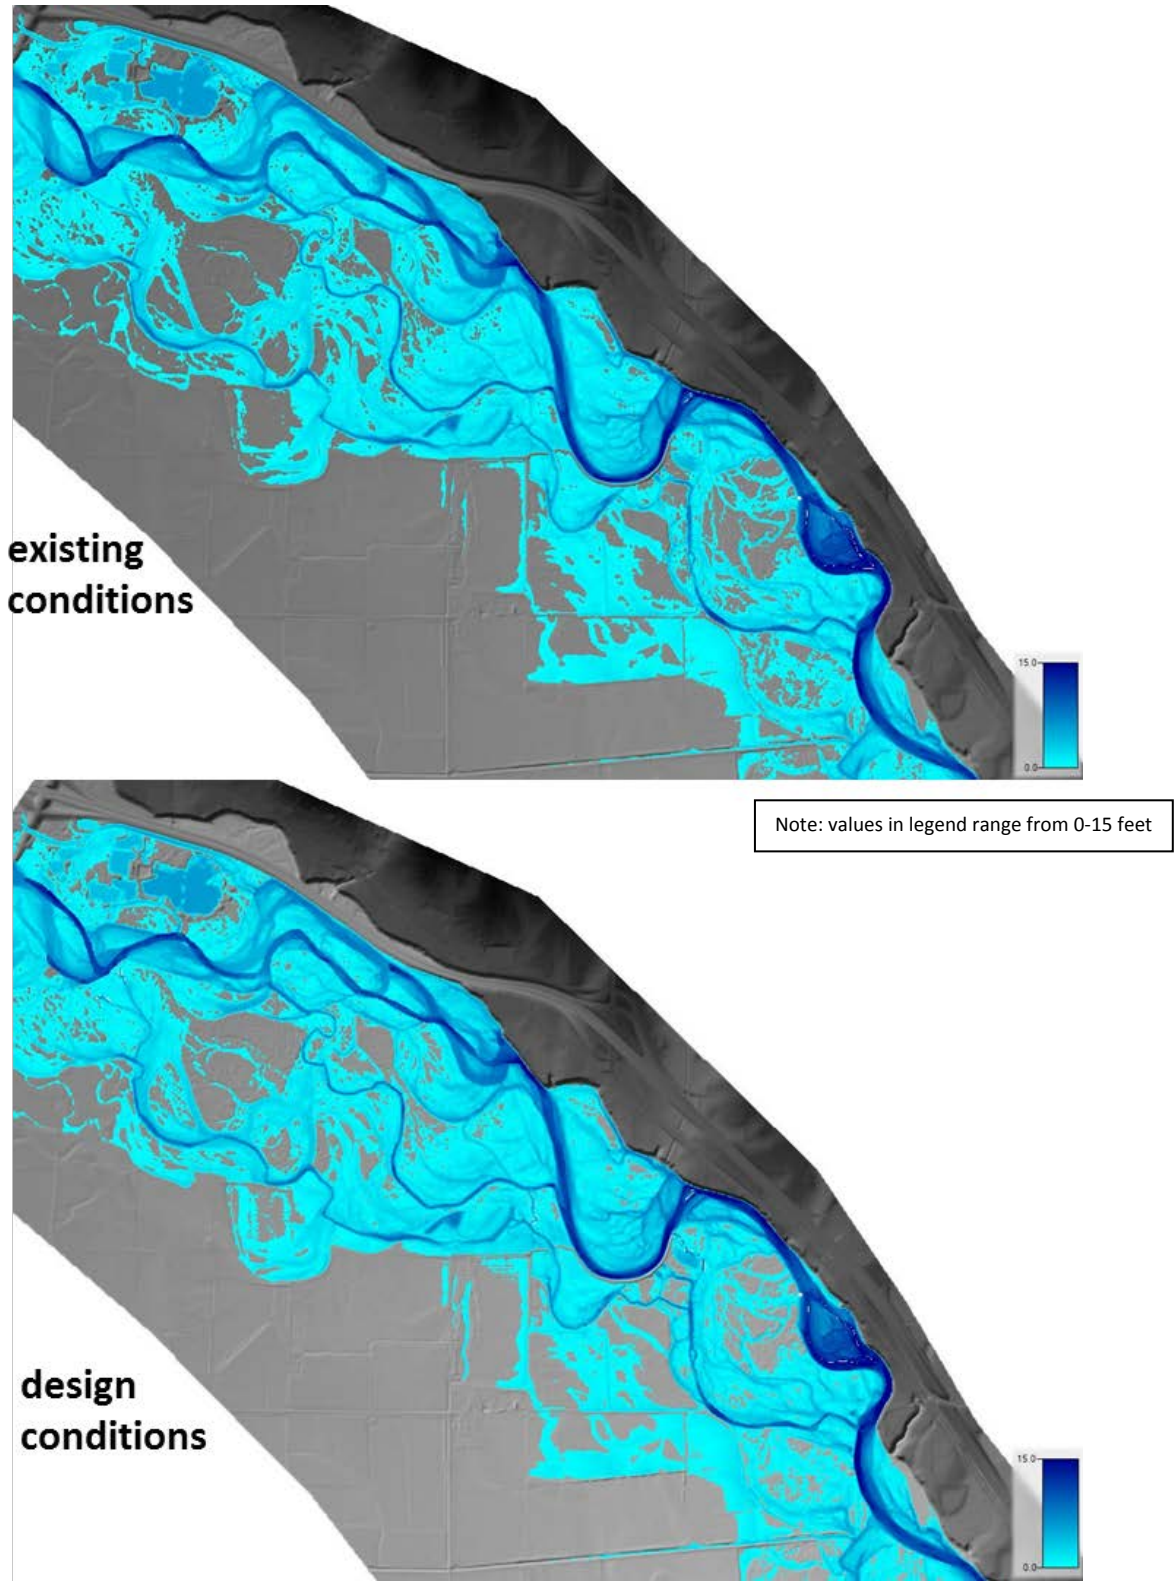 existing
conditions
15.0
0.0
Note: values in legend range from 0-15 feet
design
conditions
15.0
0.0